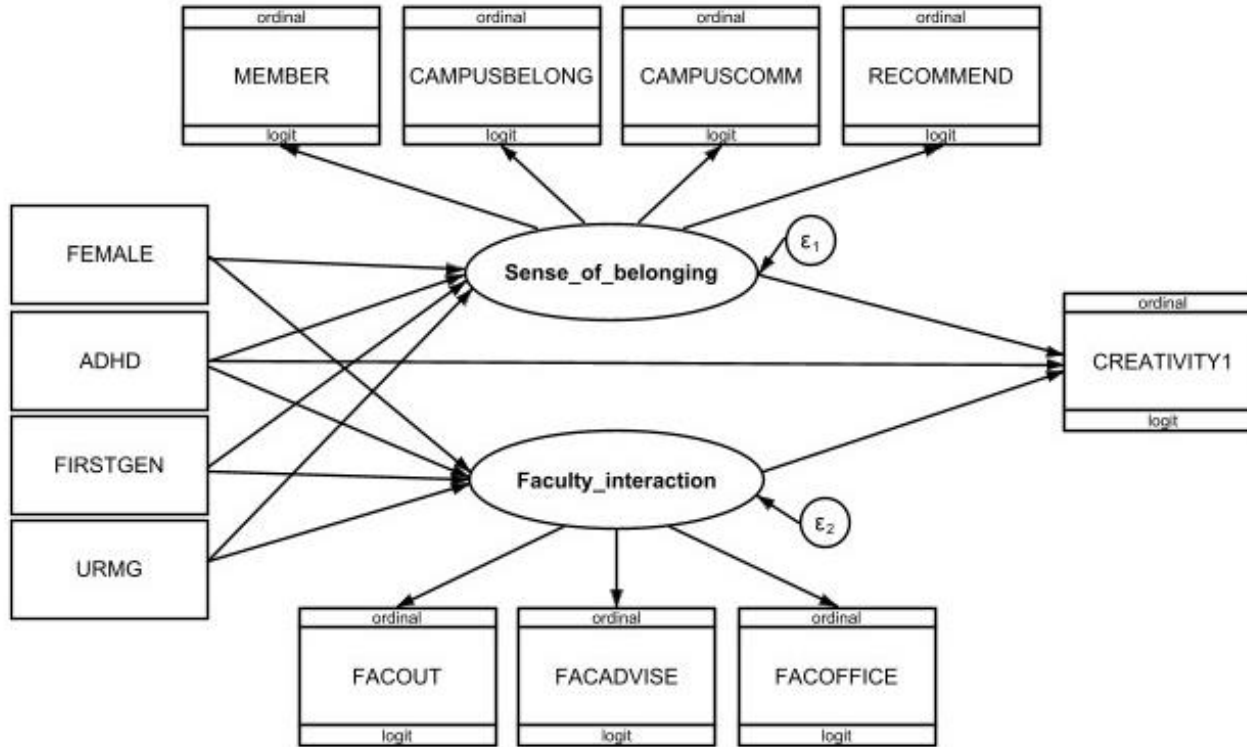 ordinal
MEMBER
logit
ordinal
CAMPUSBELONG
logit
ordinal
CAMPUSCOMM
logit
ordinal
RECOMMEND
logit
FEMALE
ADHD
FIRSTGEN
URMG
Sense_of_belonging
ε₁
Faculty_interaction
ε₂
ordinal
CREATIVITY1
logit
ordinal
FACOUT
logit
ordinal
FACADVISE
logit
ordinal
FACOFFICE
logit